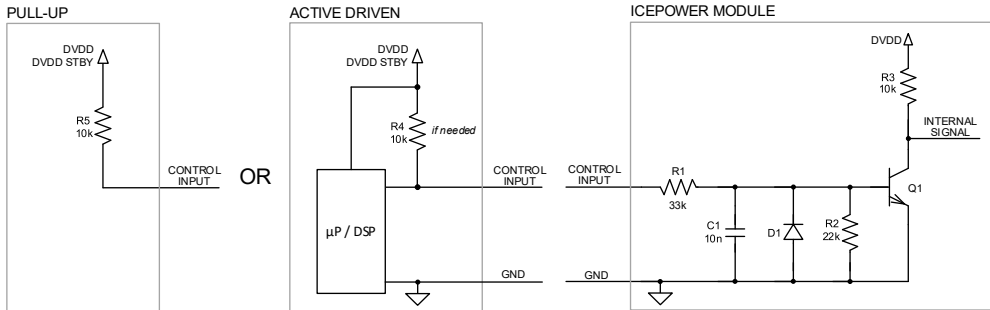 PULL-UP
DVDD
DVDD STBY
R5
10k
CONTROL
INPUT
OR
ACTIVE DRIVEN
DVDD
DVDD STBY
R4
10k
if needed
µP / DSP
CONTROL
INPUT
GND
ICEPOWER MODULE
CONTROL
INPUT
GND
R1
33k
C1
10n
D1
R2
22k
DVDD
R3
10k
INTERNAL
SIGNAL
Q1